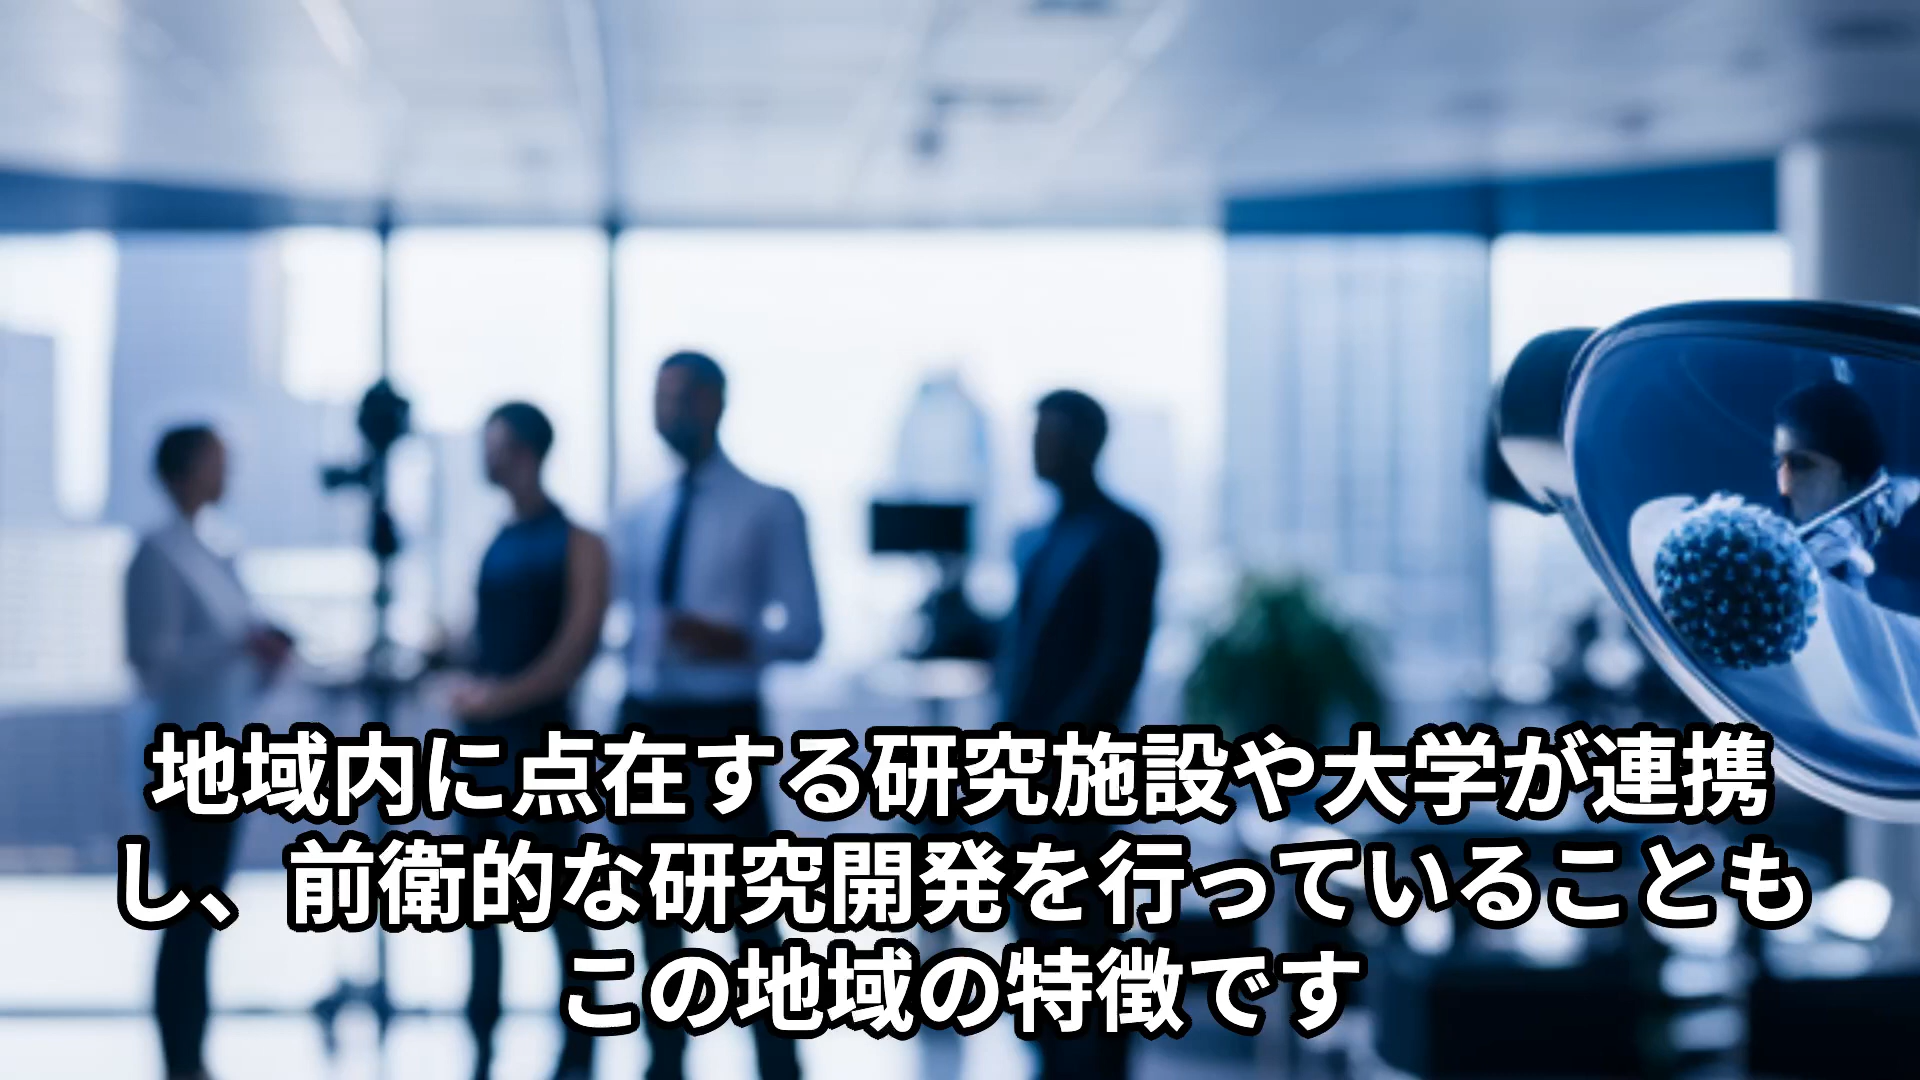 地域内に点在する研究施設や大学が連携
し、前衛的な研究開発を行っていることも
この地域の特徴です